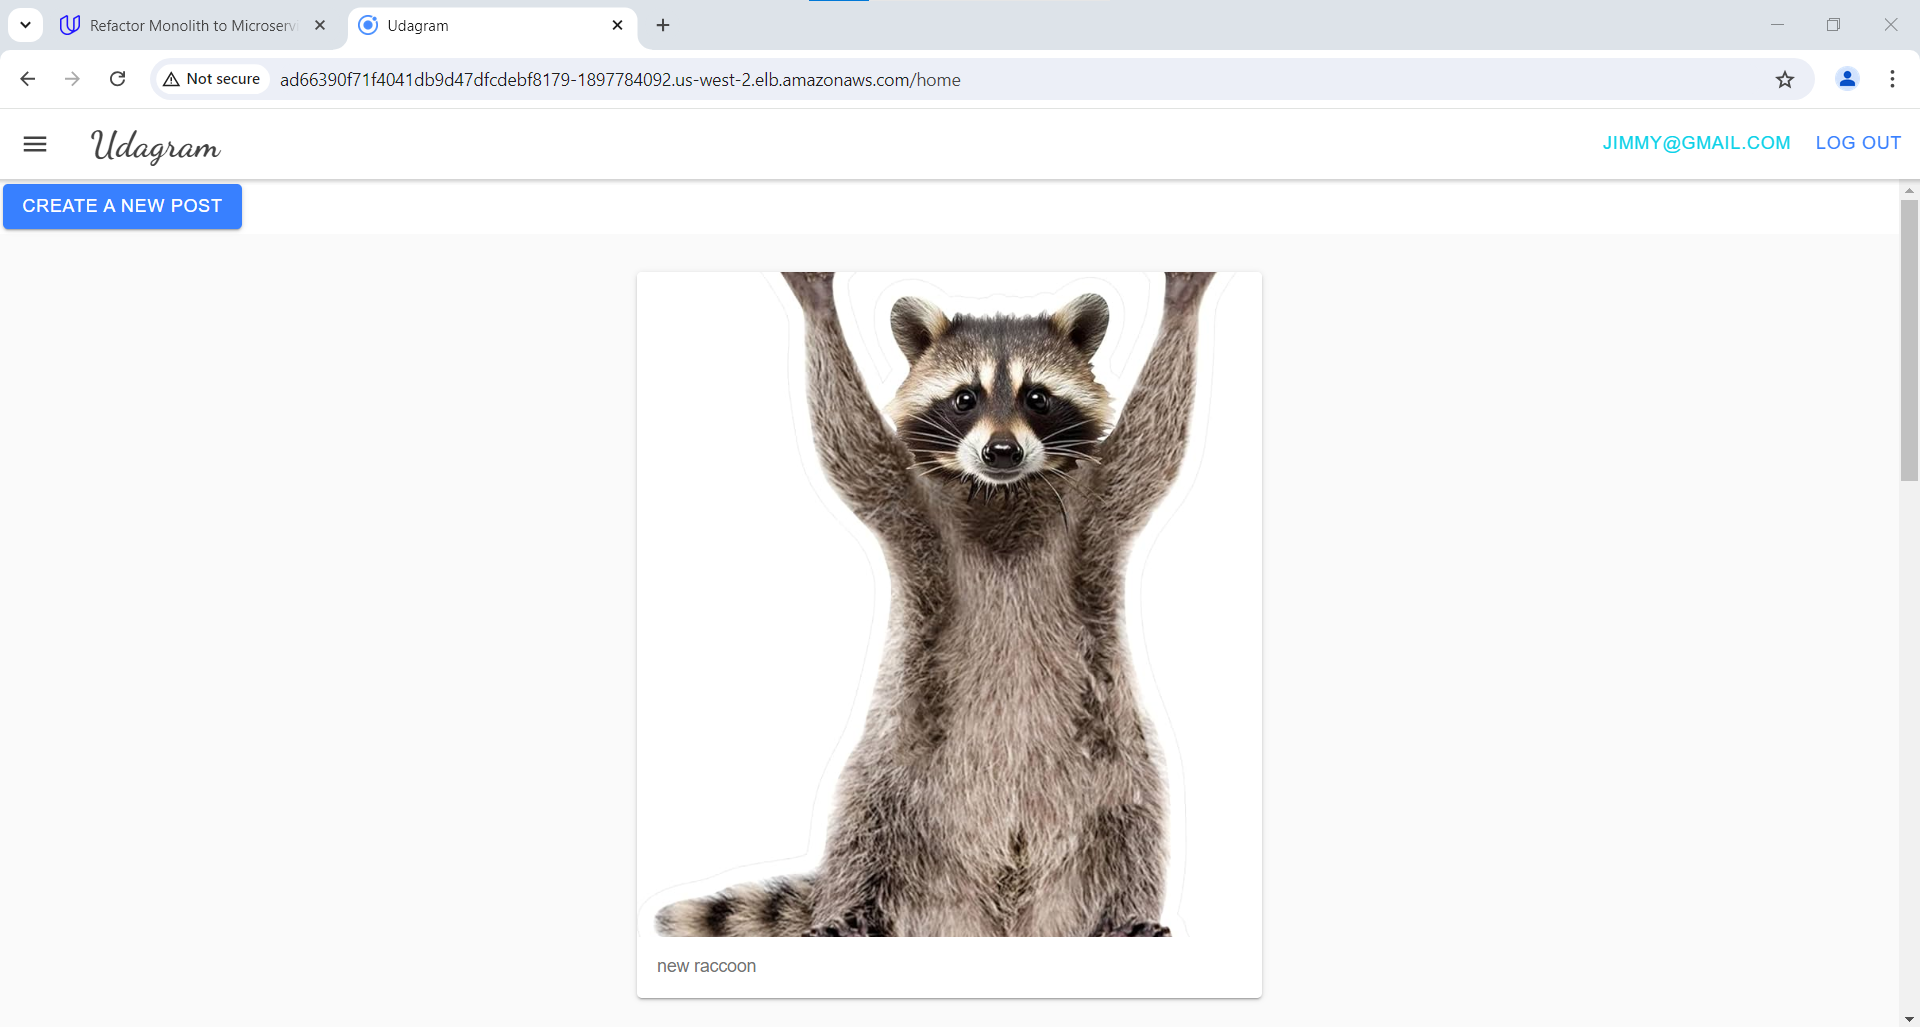 Refactor Monolith to Microserv
Udagram
Not secure
ad66390f71f4041db9d47dfcdebf8179-1897784092.us-west-2.elb.amazonaws.com/home
Udagram
JIMMY@GMAIL.COM
LOG OUT
CREATE A NEW POST
new raccoon